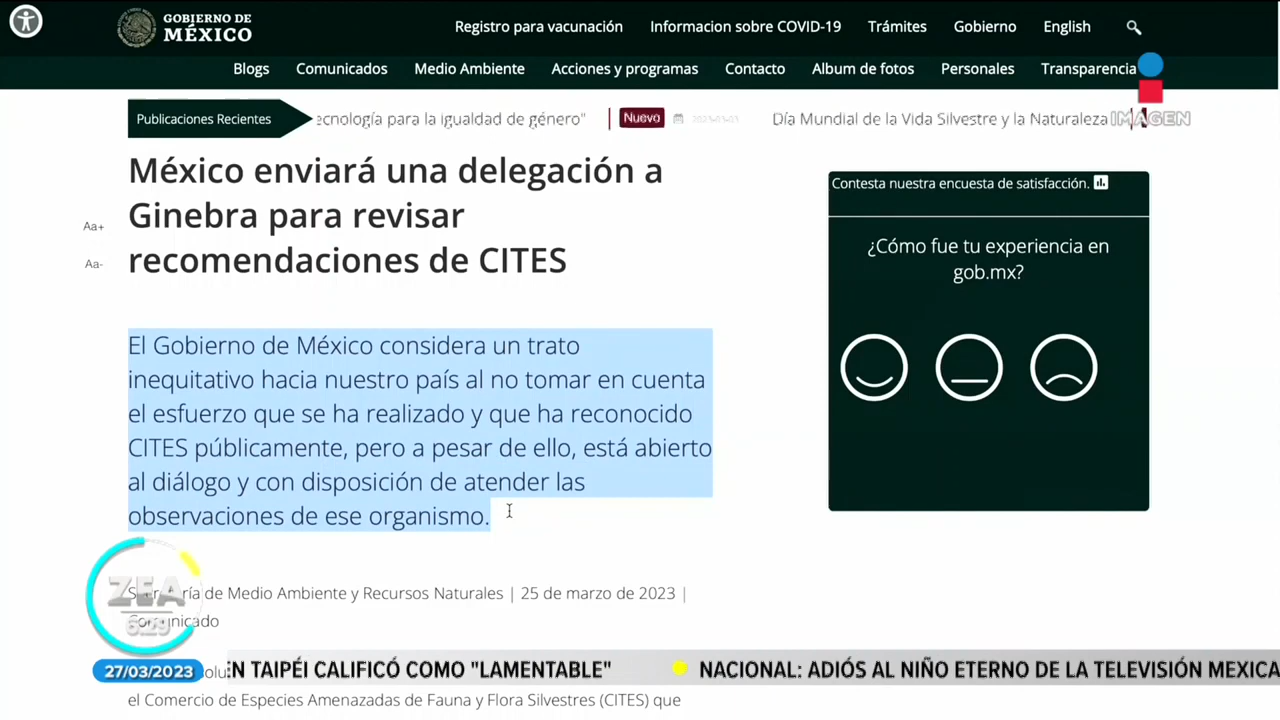 GOBIERNO DE
MÉXICO
Registro para vacunación
Informacion sobre COVID-19
Trámites
Gobierno
English
Blogs
Comunicados
Medio Ambiente
Acciones y programas
Contacto
Album de fotos
Personales
Transparencia
Publicaciones Recientes
ecnología para la igualdad de género"
Nuevo
Día Mundial de la Vida Silvestre y la Naturaleza
IMAGEN
México enviará una delegación a
Ginebra para revisar
recomendaciones de CITES
Aa+
Aa-
El Gobierno de México considera un trato
inequitativo hacia nuestro país al no tomar en cuenta
el esfuerzo que se ha realizado y que ha reconocido
CITES públicamente, pero a pesar de ello, está abierto
al diálogo y con disposición de atender las
observaciones de ese organismo.
Contesta nuestra encuesta de satisfacción.
¿Cómo fue tu experiencia en
gob.mx?
Secretaría de Medio Ambiente y Recursos Naturales | 25 de marzo de 2023 |
Comunicado
ZEA
6:29
27/03/2023
EN TAIPÉI CALIFICÓ COMO "LAMENTABLE"
NACIONAL: ADIÓS AL NIÑO ETERNO DE LA TELEVISIÓN MEXICA
el Comercio de Especies Amenazadas de Fauna y Flora Silvestres (CITES) que